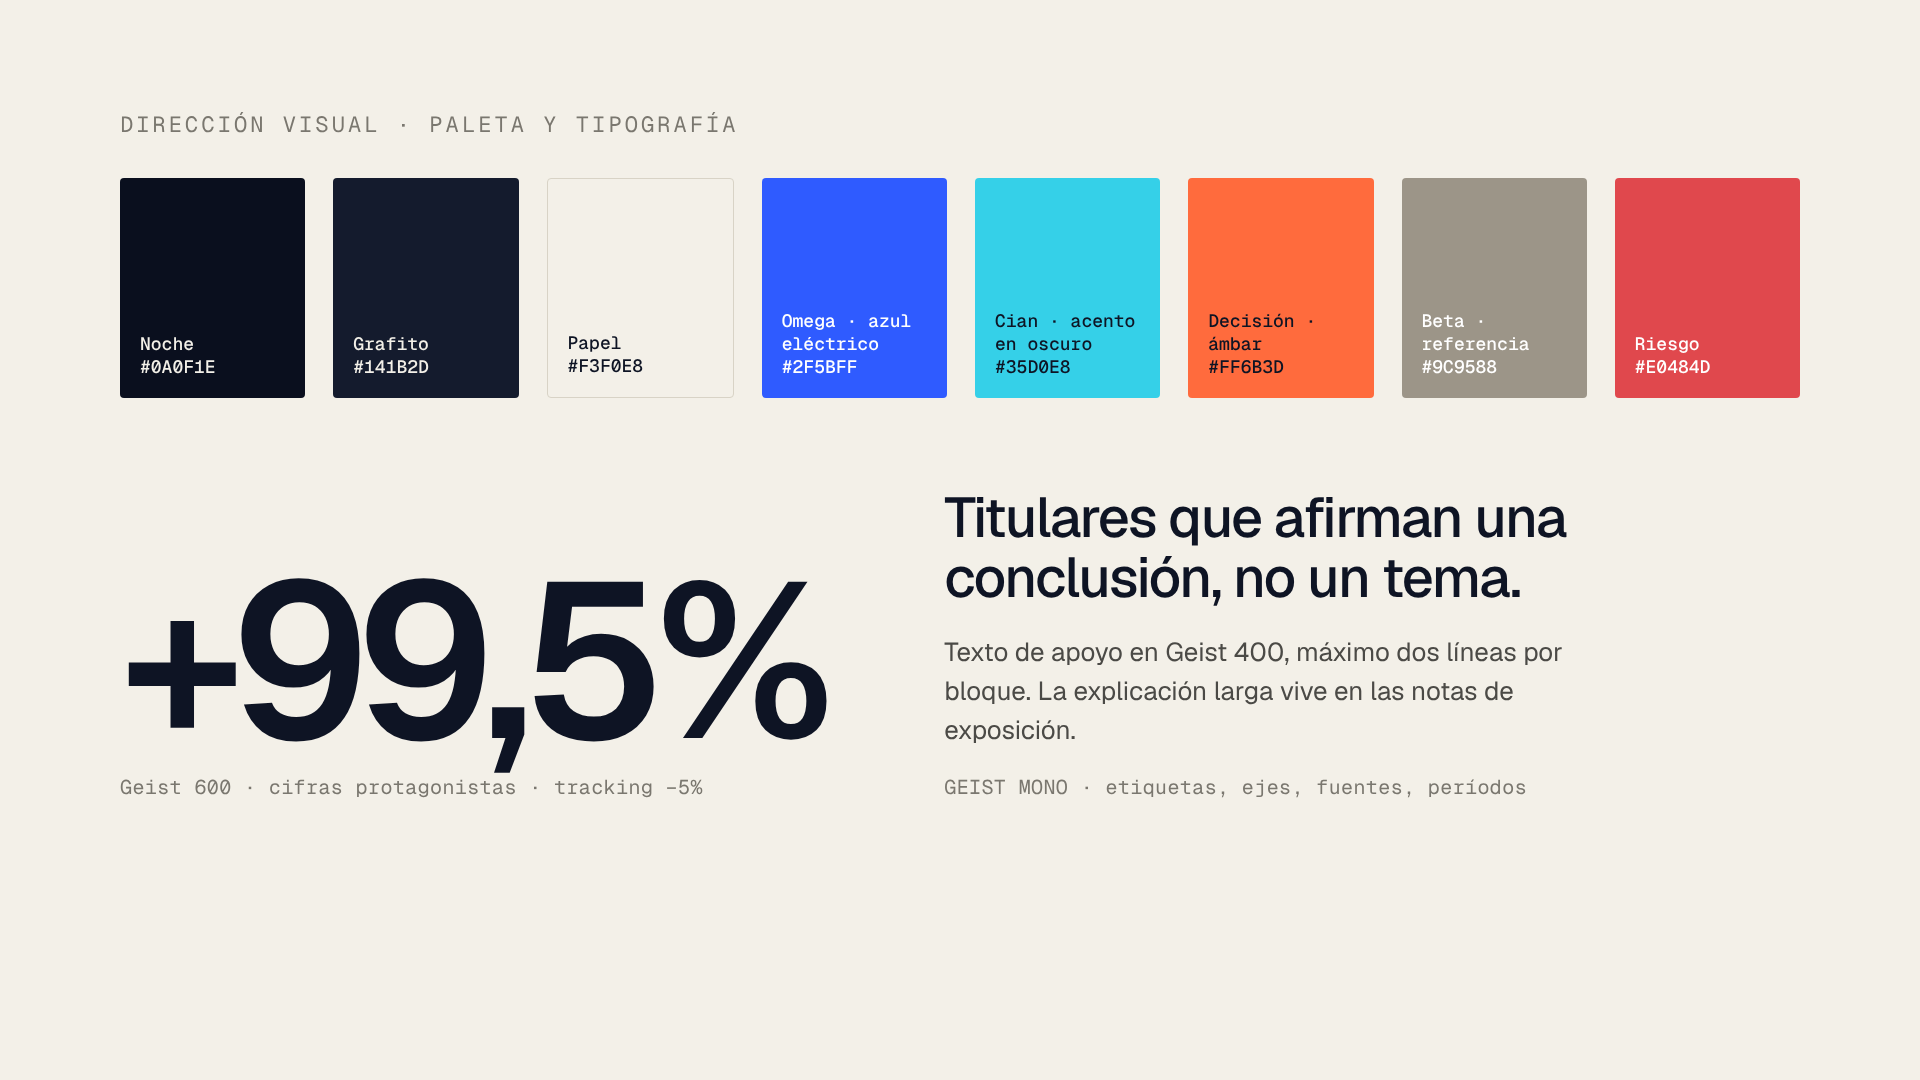 DIRECCIÓN VISUAL · PALETA Y TIPOGRAFÍA
Noche
#0A0F1E
Grafito
#141B2D
Papel
#F3F0E8
Omega · azul
eléctrico
#2F5BFF
Cian · acento
en oscuro
#35D0E8
Decisión ·
ámbar
#FF6B3D
Beta ·
referencia
#9C9588
Riesgo
#E0484D
+99,5%
Geist 600 · cifras protagonistas · tracking −5%
Titulares que afirman una
conclusión, no un tema.
Texto de apoyo en Geist 400, máximo dos líneas por
bloque. La explicación larga vive en las notas de
exposición.
GEIST MONO · etiquetas, ejes, fuentes, períodos